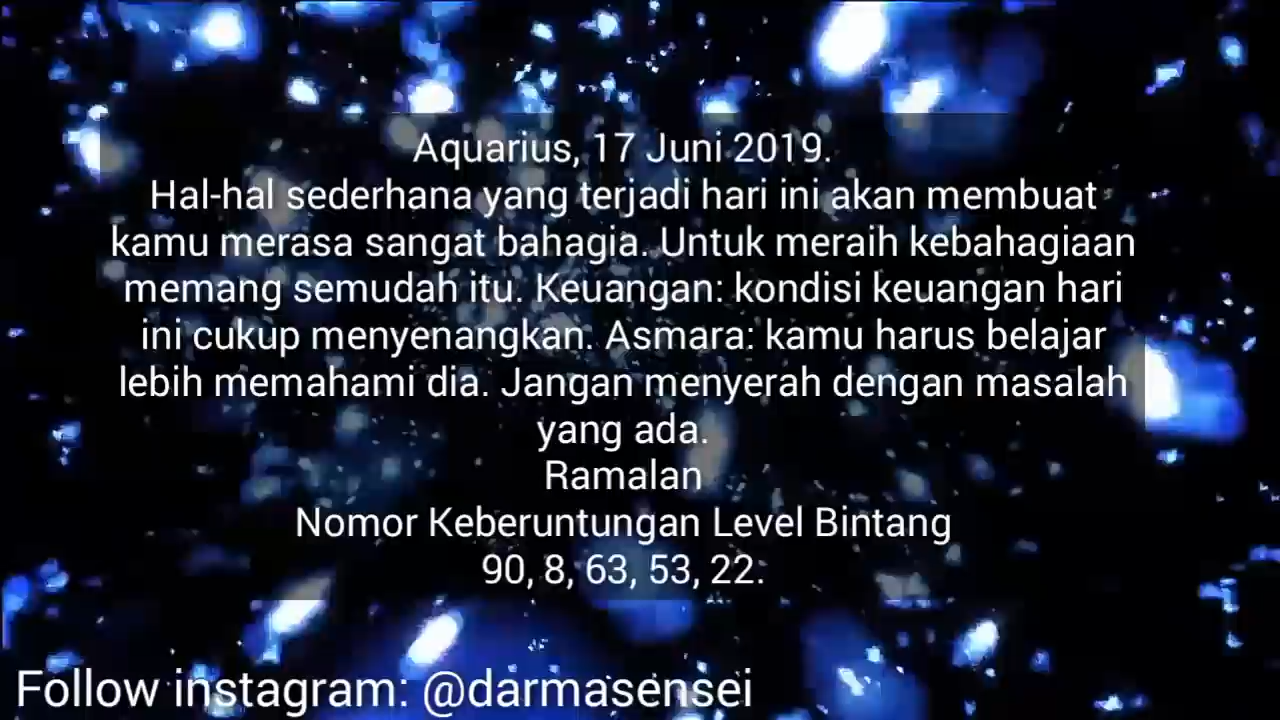 Aquarius, 17 Juni 2019.
Hal-hal sederhana yang terjadi hari ini akan membuat
kamu merasa sangat bahagia. Untuk meraih kebahagiaan
memang semudah itu. Keuangan: kondisi keuangan hari
ini cukup menyenangkan. Asmara: kamu harus belajar
lebih memahami dia. Jangan menyerah dengan masalah
yang ada.
Ramalan
Nomor Keberuntungan Level Bintang
90, 8, 63, 53, 22.
Follow instagram: @darmasensei